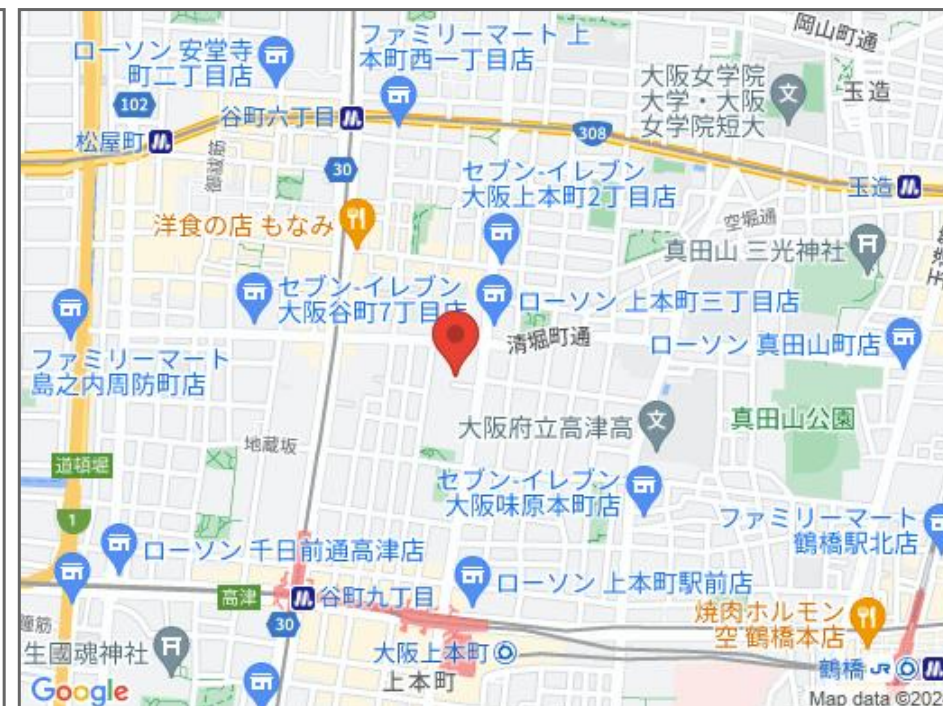 岡山町通
ローソン 安堂寺
町二丁目店
ファミリーマート 上
本町西一丁目店
大阪女学院
大学・大阪
女学院短大
玉造
102
谷町六丁目
松屋町
308
御祓筋
30
セブン-イレブン
大阪上本町2丁目店
玉造
洋食の店 もなみ
空堀通
真田山 三光神社
セブン-イレブン
大阪谷町7丁目店
ローソン 上本町三丁目店
清堀町通
ローソン 真田山町店
ファミリーマート
島之内周防町店
大阪府立高津高
真田山公園
地蔵坂
道頓堀
セブン-イレブン
大阪味原本町店
1
ファミリーマート
鶴橋駅北店
ローソン 千日前通高津店
ローソン 上本町駅前店
高津
谷町九丁目
30
焼肉ホルモン
空 鶴橋本店
生國魂神社
大阪上本町
上本町
鶴橋 JR
Google
Map data ©202